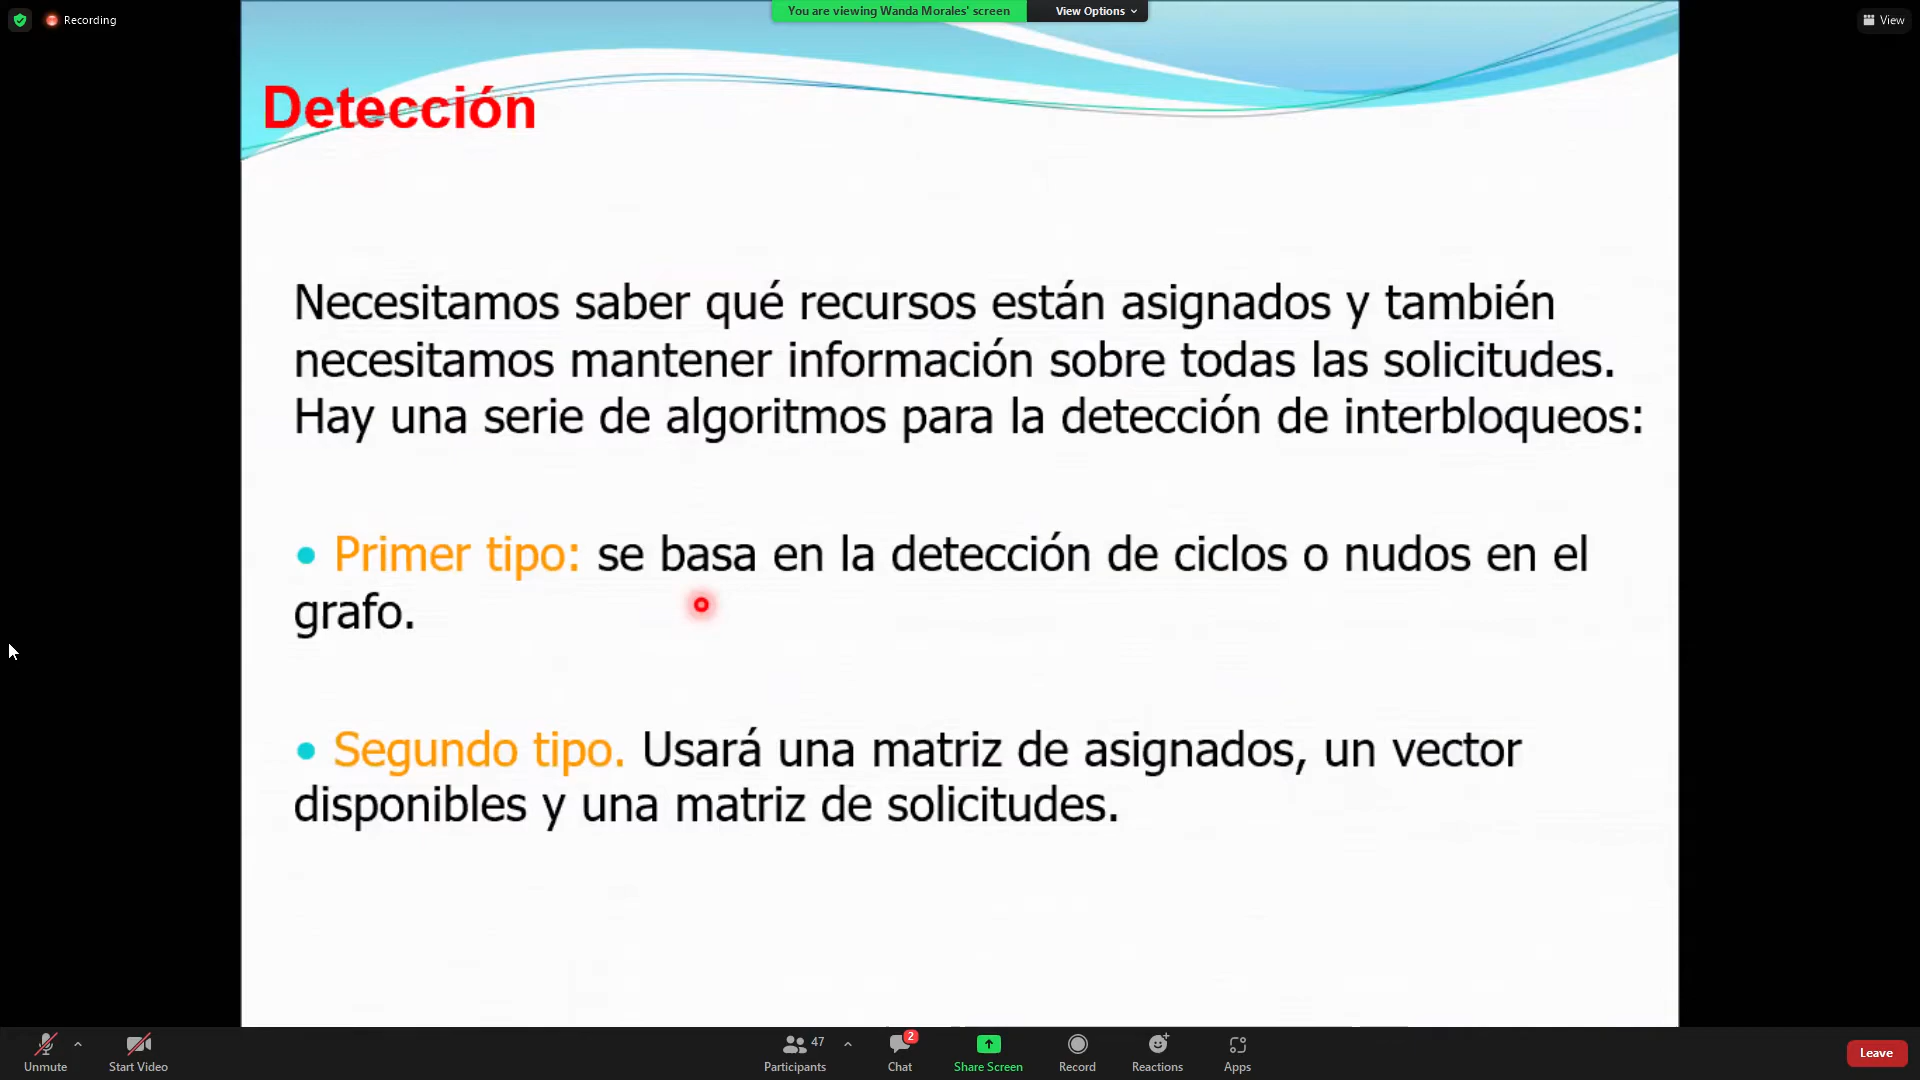 Recording
You are viewing Wanda Morales' screen
View Options
View
Detección
Necesitamos saber qué recursos están asignados y también
necesitamos mantener información sobre todas las solicitudes.
Hay una serie de algoritmos para la detección de interbloqueos:
• Primer tipo: se basa en la detección de ciclos o nudos en el
grafo.
• Segundo tipo. Usará una matriz de asignados, un vector
disponibles y una matriz de solicitudes.
Unmute
Start Video
47
Participants
2
Chat
Share Screen
Record
Reactions
Apps
Leave